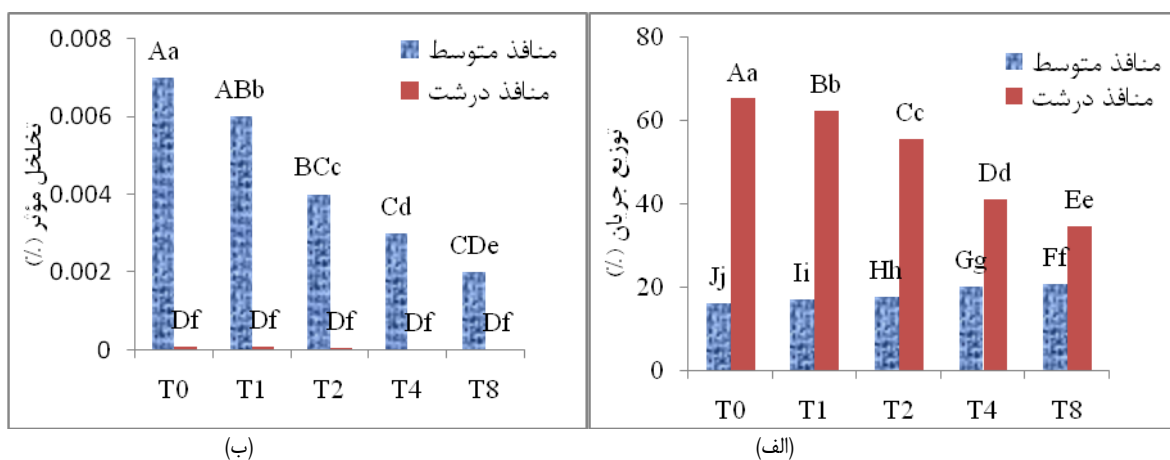 0.008
0.006
0.004
0.002
0
تخلخل مؤثر (٪)
منافذ متوسط
منافذ درشت
Aa
ABb
BCc
Cd
CDe
Df
Df
Df
Df
Df
T0 T1 T2 T4 T8
(ب)
80
60
40
20
0
توزیع جریان (٪)
منافذ متوسط
منافذ درشت
Aa
Bb
Cc
Dd
Ee
Jj
Ii
Hh
Gg
Ff
T0 T1 T2 T4 T8
(الف)